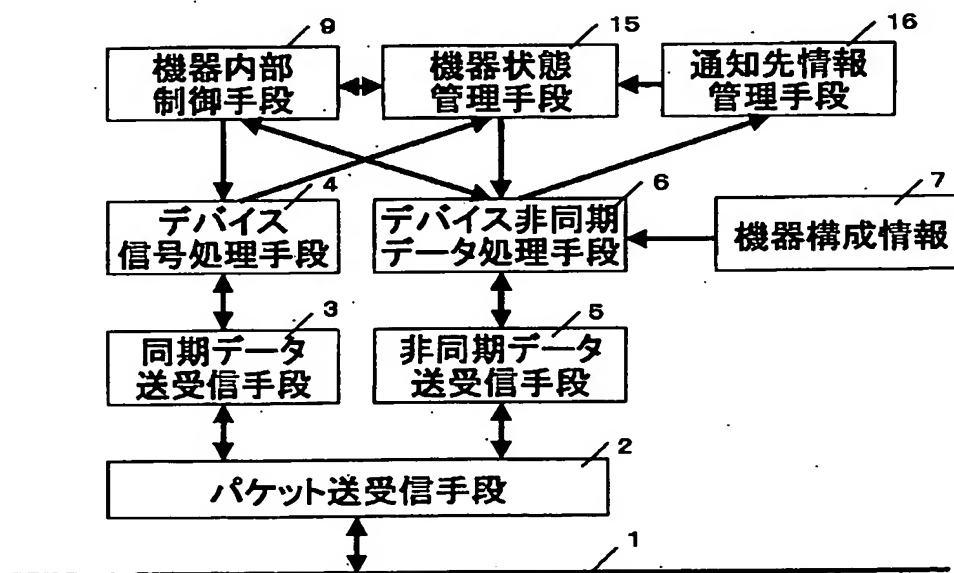 9
15
16
機器内部
制御手段
機器状態
管理手段
通知先情報
管理手段
4
6
7
デバイス
信号処理手段
デバイス非同期
データ処理手段
機器構成情報
3
5
同期データ
送受信手段
非同期データ
送受信手段
2
パケット送受信手段
1